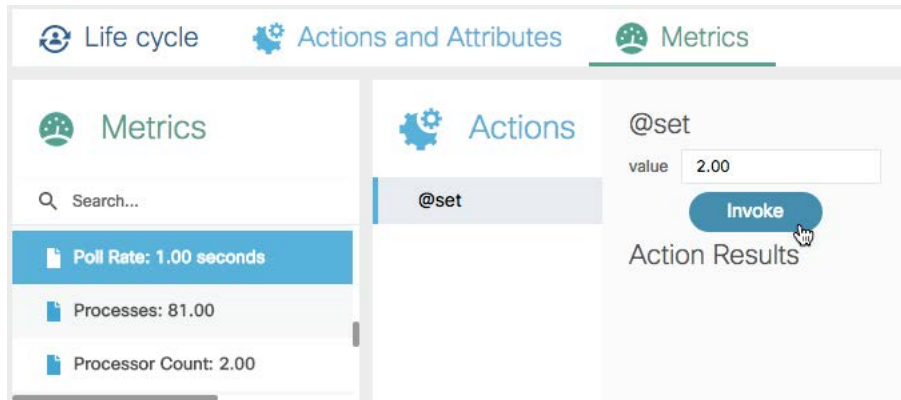 Life cycle
Actions and Attributes
Metrics
Metrics
Search...
Poll Rate: 1.00 seconds
Processes: 81.00
Processor Count: 2.00
Actions
@set
@set
value 2.00
Invoke
Action Results